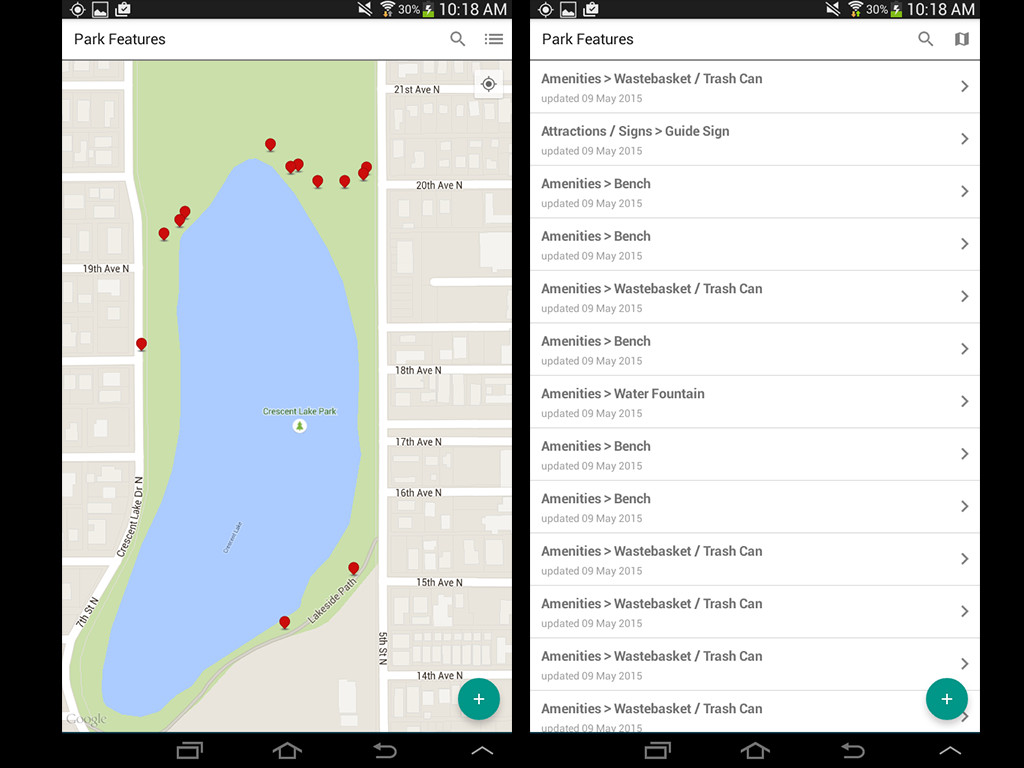 30% 10:18 AM
Park Features
21st Ave N
20th Ave N
19th Ave N
18th Ave N
Crescent Lake Park
17th Ave N
16th Ave N
Crescent Lake Dr N
Crescent Lake
15th Ave N
Lakeside Path
7th St N
5th St N
14th Ave N
+
Google
30% 10:18 AM
Park Features
Amenities > Wastebasket / Trash Can
updated 09 May 2015
Attractions / Signs > Guide Sign
updated 09 May 2015
Amenities > Bench
updated 09 May 2015
Amenities > Bench
updated 09 May 2015
Amenities > Wastebasket / Trash Can
updated 09 May 2015
Amenities > Bench
updated 09 May 2015
Amenities > Water Fountain
updated 09 May 2015
Amenities > Bench
updated 09 May 2015
Amenities > Bench
updated 09 May 2015
Amenities > Wastebasket / Trash Can
updated 09 May 2015
Amenities > Wastebasket / Trash Can
updated 09 May 2015
Amenities > Wastebasket / Trash Can
updated 09 May 2015
Amenities > Wastebasket / Trash Can
updated 09 May 2015
+